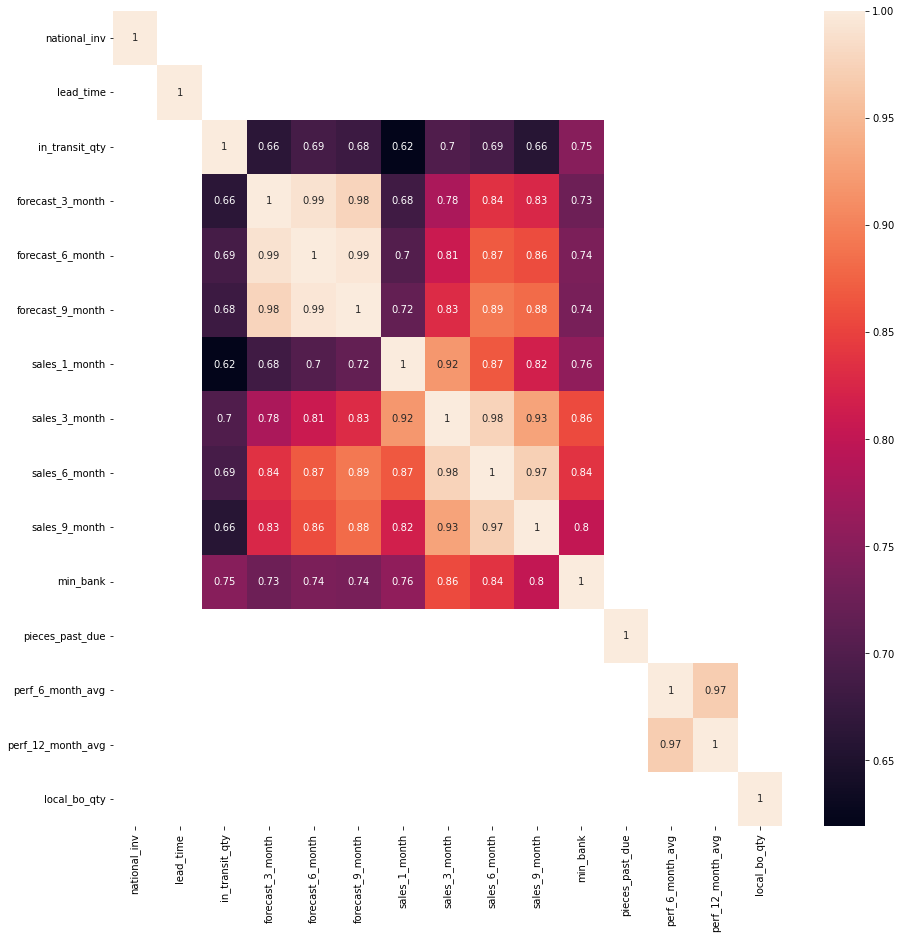 national_inv 1
lead_time 1
in_transit_qty 1 0.66 0.69 0.68 0.62 0.7 0.69 0.66 0.75
forecast_3_month 0.66 1 0.99 0.98 0.68 0.78 0.84 0.83 0.73
forecast_6_month 0.69 0.99 1 0.99 0.7 0.81 0.87 0.86 0.74
forecast_9_month 0.68 0.98 0.99 1 0.72 0.83 0.89 0.88 0.74
sales_1_month 0.62 0.68 0.7 0.72 1 0.92 0.87 0.82 0.76
sales_3_month 0.7 0.78 0.81 0.83 0.92 1 0.98 0.93 0.86
sales_6_month 0.69 0.84 0.87 0.89 0.87 0.98 1 0.97 0.84
sales_9_month 0.66 0.83 0.86 0.88 0.82 0.93 0.97 1 0.8
min_bank 0.75 0.73 0.74 0.74 0.76 0.86 0.84 0.8 1
pieces_past_due 1
perf_6_month_avg 1 0.97
perf_12_month_avg 0.97 1
local_bo_qty 1
national_inv
lead_time
in_transit_qty
forecast_3_month
forecast_6_month
forecast_9_month
sales_1_month
sales_3_month
sales_6_month
sales_9_month
min_bank
pieces_past_due
perf_6_month_avg
perf_12_month_avg
local_bo_qty
1.00
0.95
0.90
0.85
0.80
0.75
0.70
0.65